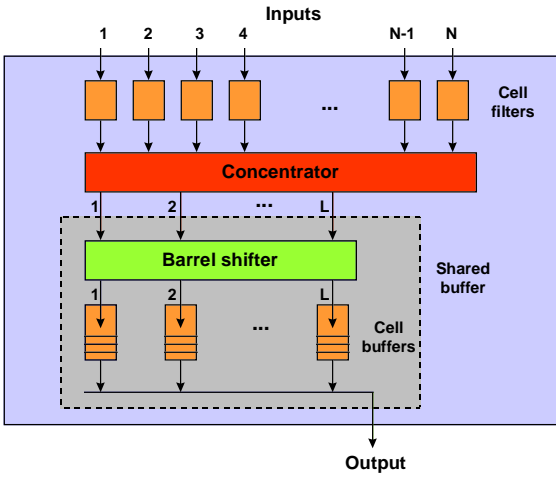 Inputs
1 2 3 4 N-1 N
Cell
filters
...
Concentrator
1 2 ... L
Shared
buffer
Barrel shifter
1 2 L
...
Cell
buffers
Output